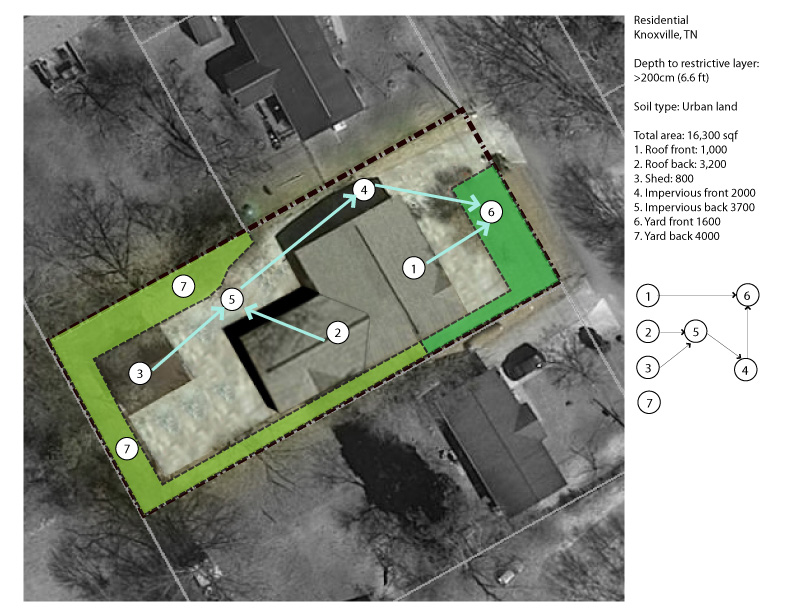 Residential
Knoxville, TN
Depth to restrictive layer:
>200cm (6.6 ft)
Soil type: Urban land
Total area: 16,300 sqf
1. Roof front: 1,000
2. Roof back: 3,200
3. Shed: 800
4. Impervious front 2000
5. Impervious back 3700
6. Yard front 1600
7. Yard back 4000
4
6
1
7
5
2
3
7
1
6
2
5
3
4
7